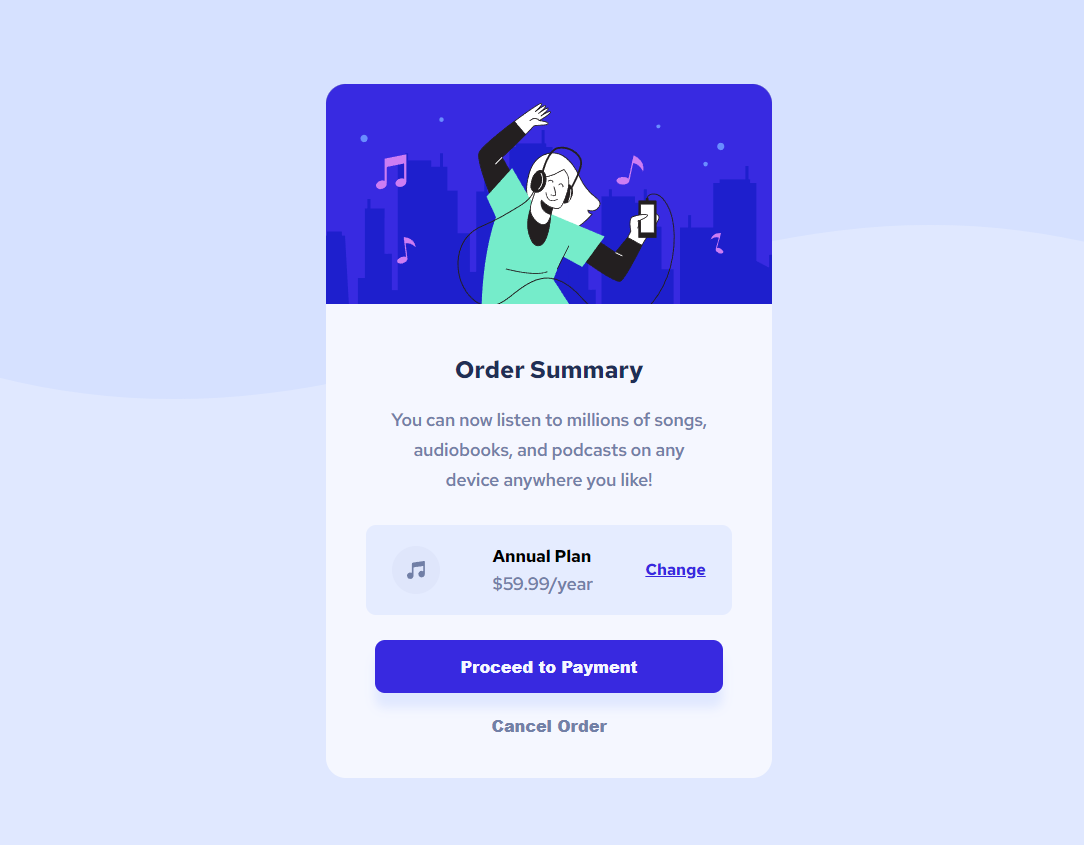 Order Summary
You can now listen to millions of songs,
audiobooks, and podcasts on any
device anywhere you like!
Annual Plan
$59.99/year
Change
Proceed to Payment
Cancel Order